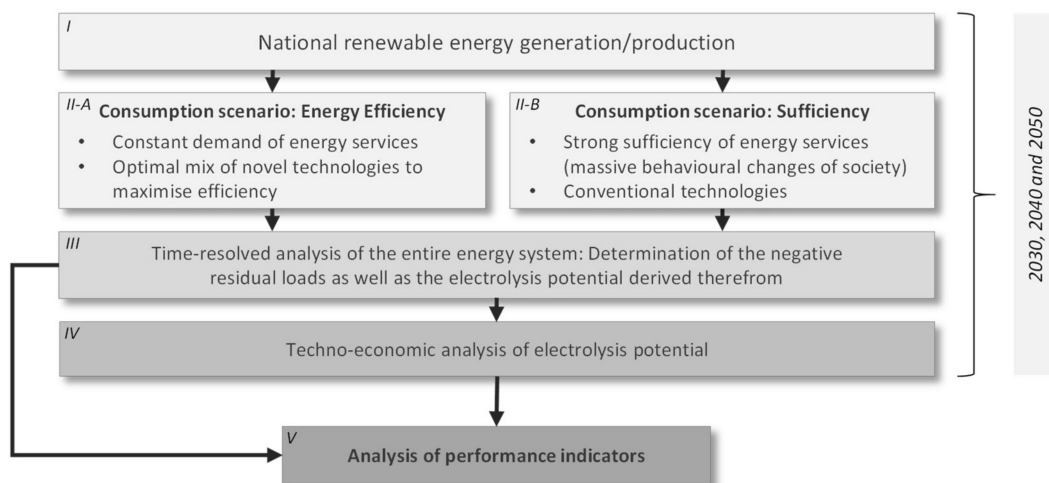 I
National renewable energy generation/production
II-A
Consumption scenario: Energy Efficiency
• Constant demand of energy services
• Optimal mix of novel technologies to
maximise efficiency
II-B
Consumption scenario: Sufficiency
• Strong sufficiency of energy services
(massive behavioural changes of society)
• Conventional technologies
III
Time-resolved analysis of the entire energy system: Determination of the negative
residual loads as well as the electrolysis potential derived therefrom
IV
Techno-economic analysis of electrolysis potential
V
Analysis of performance indicators
2030, 2040 and 2050